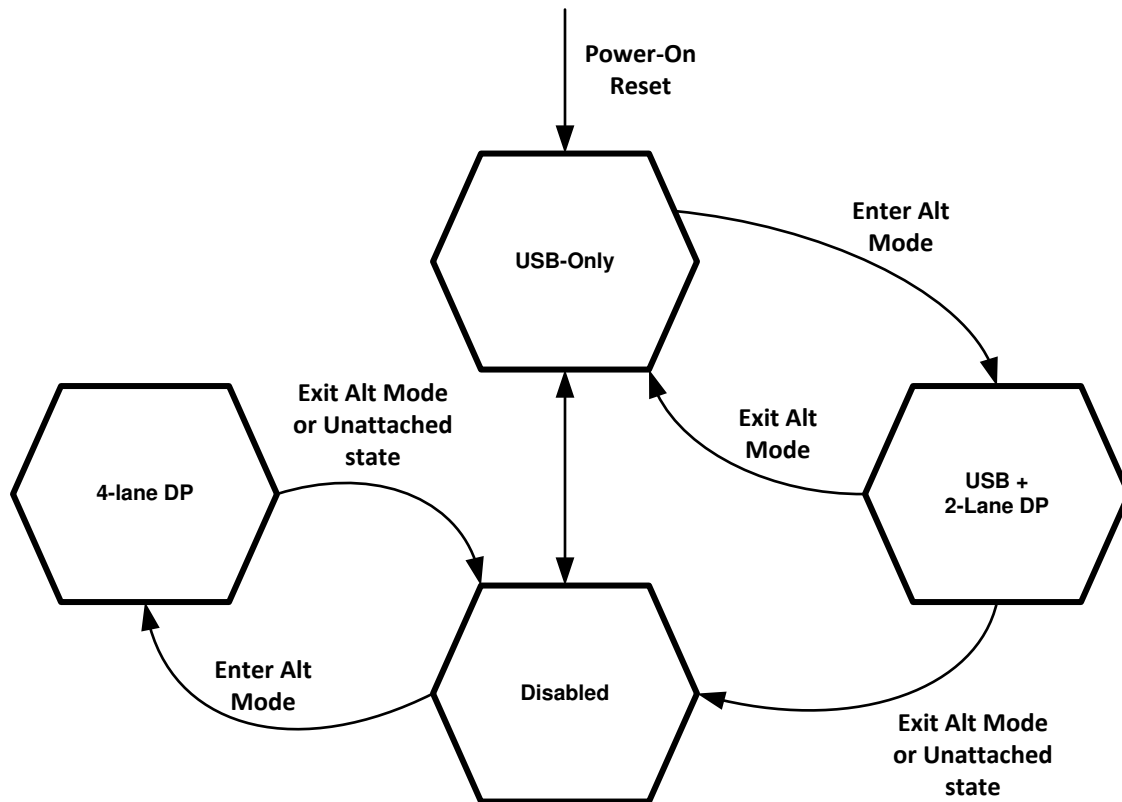 Power-On
Reset
USB-Only
Enter Alt
Mode
Exit Alt Mode
or Unattached
state
Exit Alt
Mode
4-lane DP
USB +
2-Lane DP
Enter Alt
Mode
Disabled
Exit Alt Mode
or Unattached
state